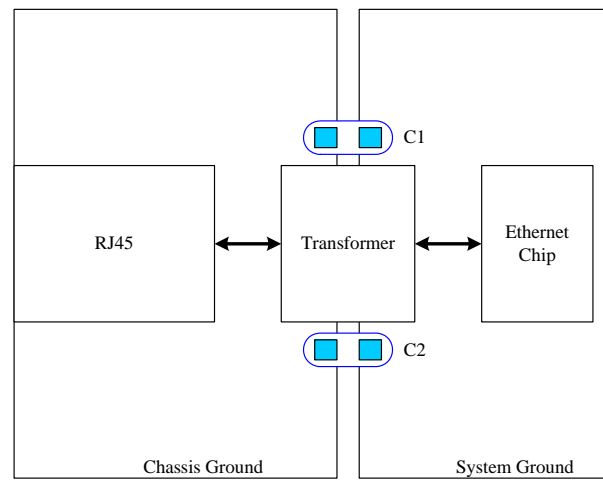 C1
RJ45
Transformer
Ethernet
Chip
C2
Chassis Ground
System Ground